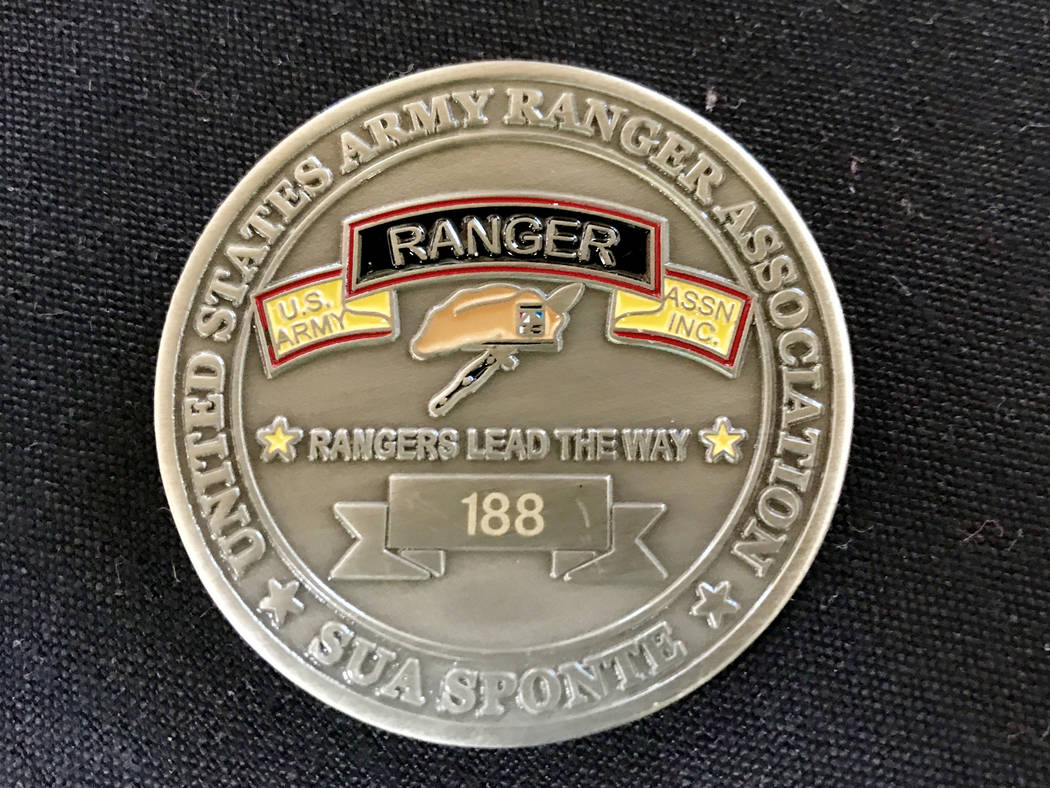 UNITED STATES ARMY RANGER ASSOCIATION
RANGER
U.S.
ARMY
ASSN
INC.
RANGERS LEAD THE WAY
188
SUA SPONTE